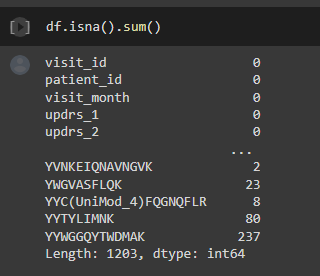 df.isna().sum()
visit_id 0
patient_id 0
visit_month 0
updrs_1 0
updrs_2 0
...
YVNKEIQNAVNGVK 2
YWGVASFLQK 23
YYC(UniMod_4)FQGNQFLR 8
YYTYLIMNK 80
YYWGGQYTWDMAK 237
Length: 1203, dtype: int64